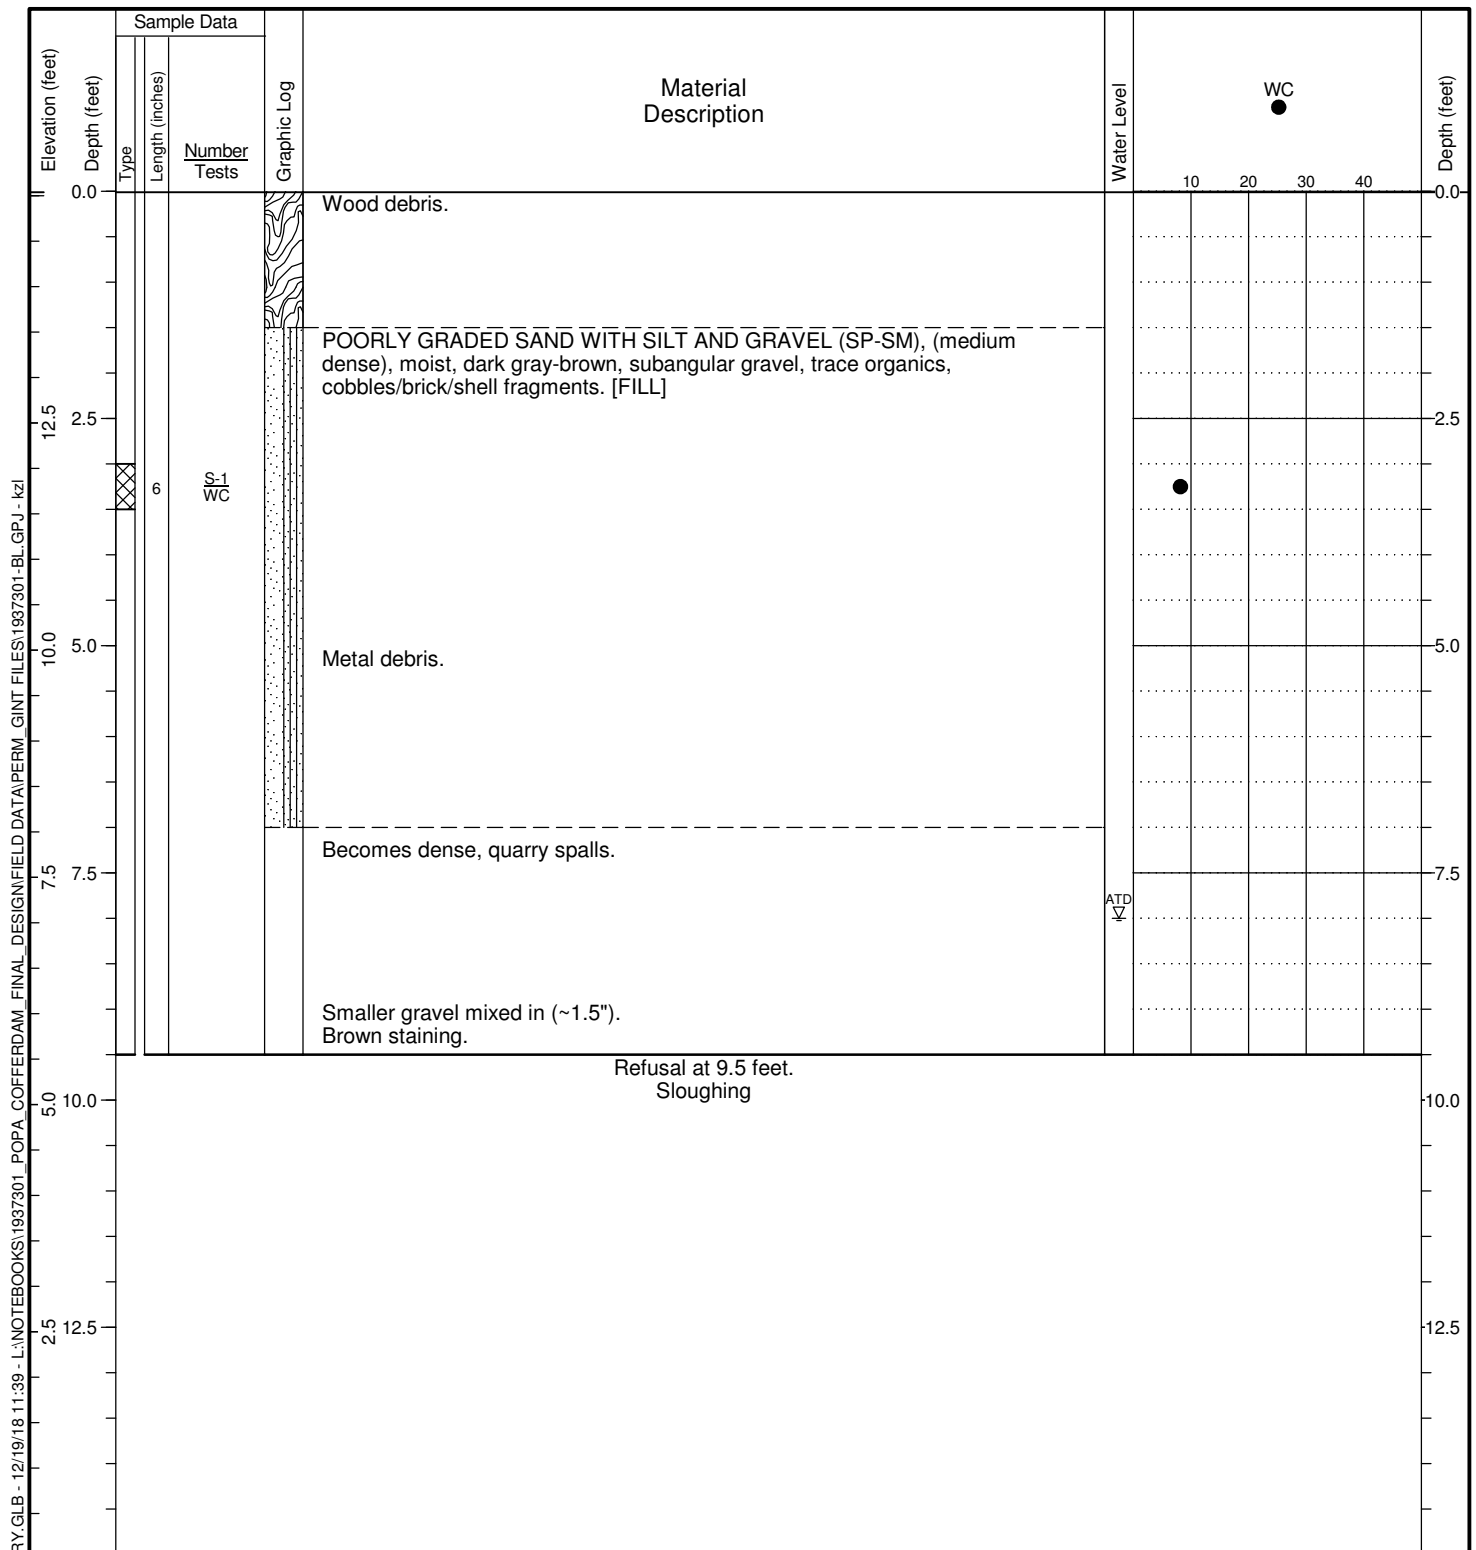 Sample Data
Elevation (feet)
Depth (feet)
Type
Length (inches)
Number
Tests
Graphic Log
Material
Description
Water Level
WC
Depth (feet)
10 20 30 40
0.0
0.0
Wood debris.
POORLY GRADED SAND WITH SILT AND GRAVEL (SP-SM), (medium
dense), moist, dark gray-brown, subangular gravel, trace organics,
cobbles/brick/shell fragments. [FILL]
12.5
2.5
2.5
6
S-1
WC
10.0
5.0
5.0
Metal debris.
Becomes dense, quarry spalls.
7.5
7.5
7.5
ATD
Smaller gravel mixed in (~1.5").
Brown staining.
Refusal at 9.5 feet.
Sloughing
5.0
10.0
10.0
2.5
12.5
12.5
RY.GLB - 12/19/18 11:39 - L:\NOTEBOOKS\1937301_POPA_COFFERDAM_FINAL_DESIGN\FIELD DATA\PERM_GINT FILES\1937301-BL.GPJ - kzl